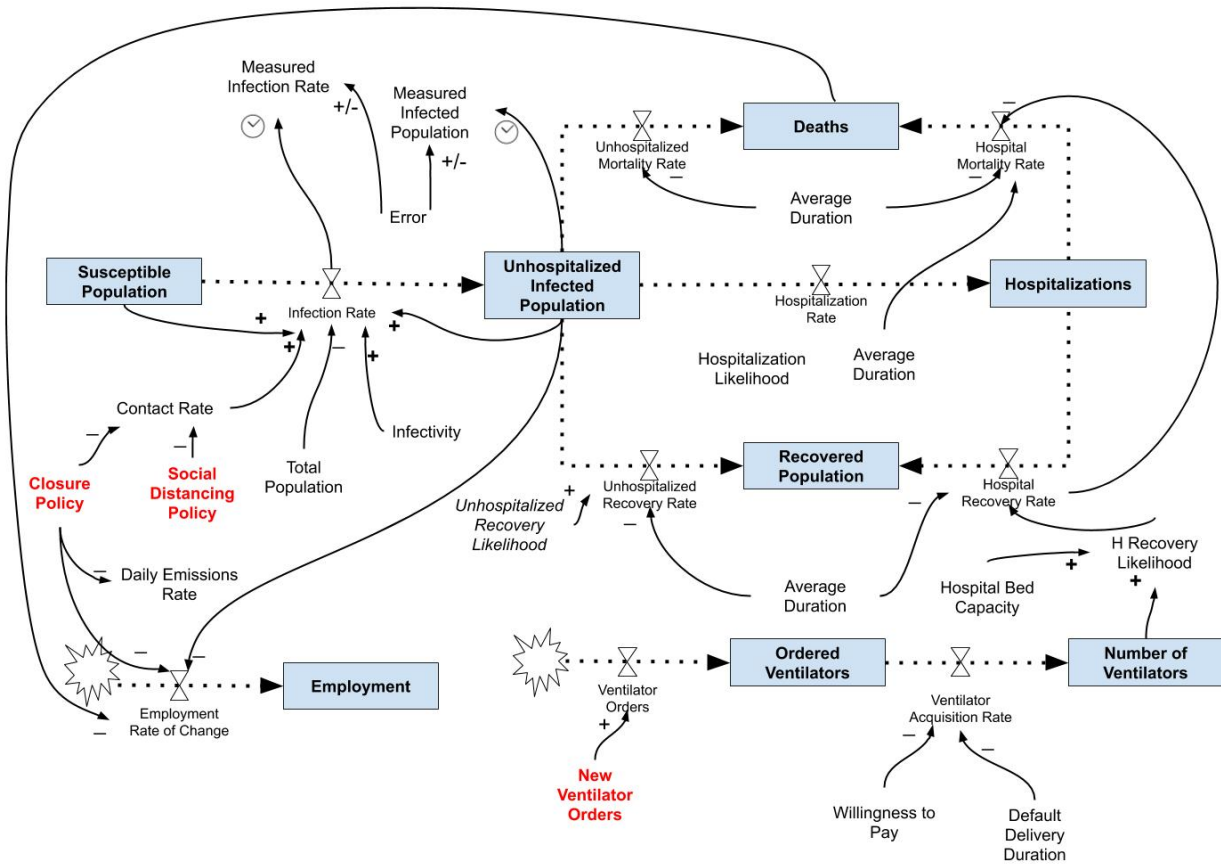 Measured
Infection Rate
+/-
Measured
Infected
Population
+/-
Error
Unhospitalized
Mortality Rate
–
Deaths
–
Hospital
Mortality Rate
–
Average
Duration
Susceptible
Population
Infection Rate
+
+
–
+
+
Unhospitalized
Infected
Population
Hospitalization
Rate
Hospitalizations
Hospitalization
Likelihood
Average
Duration
Contact Rate
–
–
Closure
Policy
Social
Distancing
Policy
Total
Population
Infectivity
Recovered
Population
Unhospitalized
Recovery Rate
+
–
Unhospitalized
Recovery
Likelihood
Hospital
Recovery Rate
–
Average
Duration
Hospital Bed
Capacity
+
H Recovery
Likelihood
+
–
Daily Emissions
Rate
–
–
Employment
Rate of Change
–
Employment
Ventilator
Orders
+
New
Ventilator
Orders
Ordered
Ventilators
Ventilator
Acquisition Rate
–
–
Number of
Ventilators
Willingness to
Pay
Default
Delivery
Duration